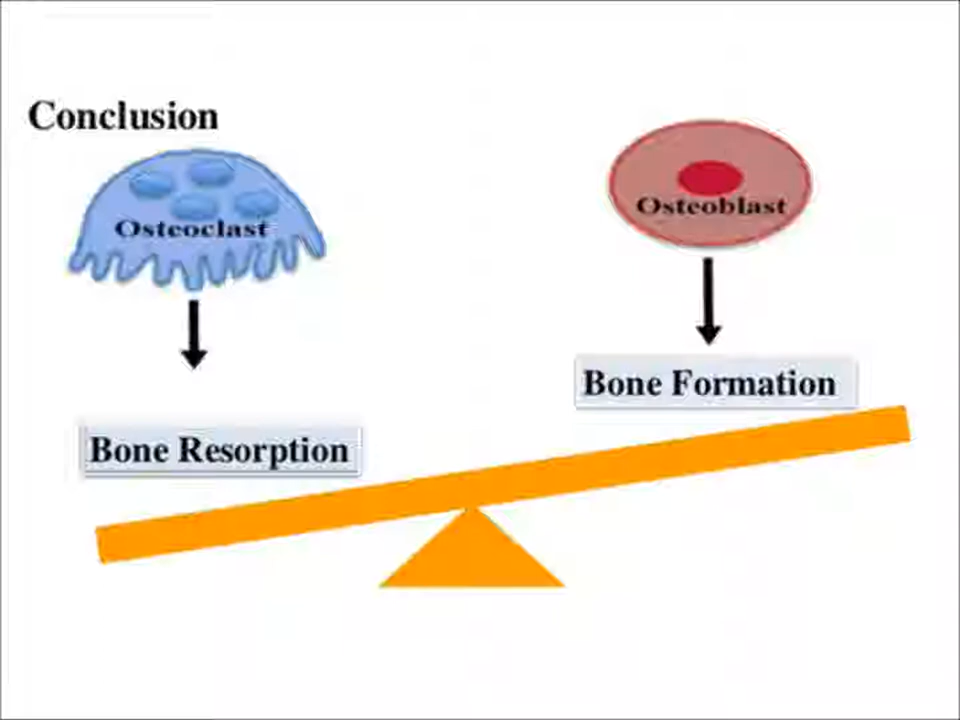 Conclusion
Osteoclast
Osteoblast
Bone Formation
Bone Resorption